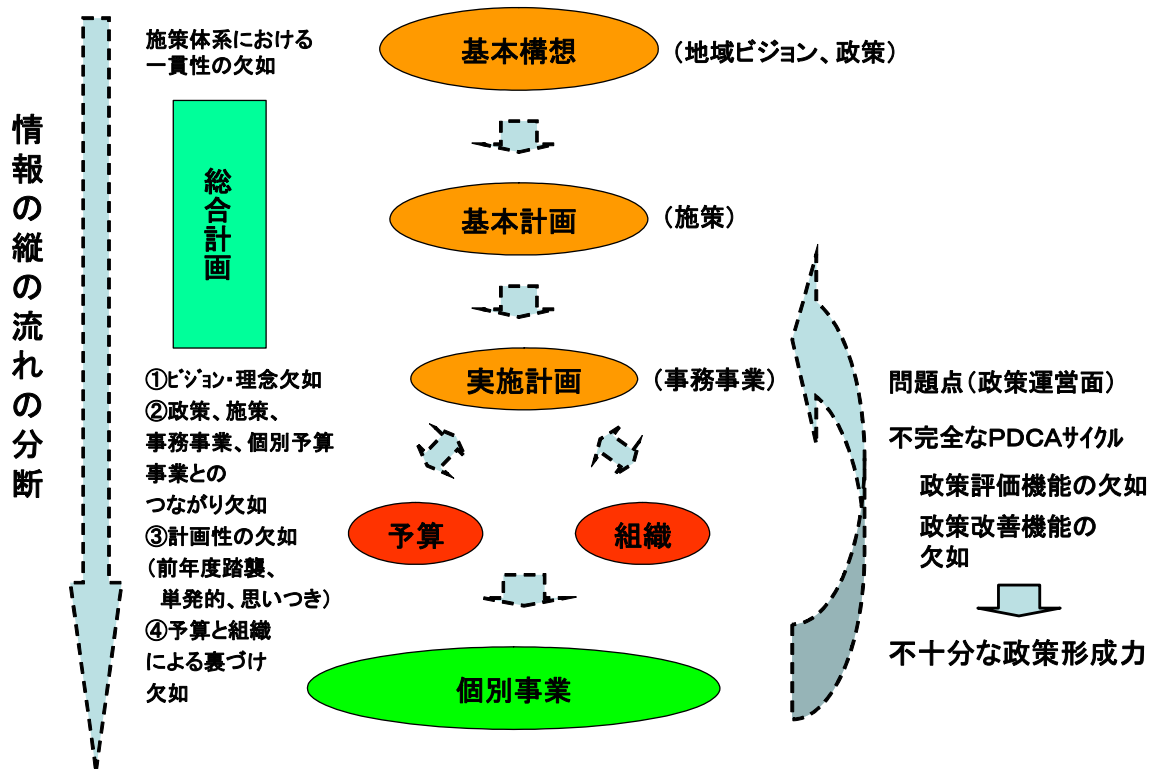 情報の縦の流れの分断
施策体系における
一貫性の欠如
総合計画
①ﾋﾞｼﾞｮﾝ・理念欠如
②政策、施策、
事務事業、個別予算
事業との
つながり欠如
③計画性の欠如
（前年度踏襲、
単発的、思いつき）
④予算と組織
による裏づけ
欠如
基本構想
（地域ビジョン、政策）
基本計画
（施策）
実施計画
（事務事業）
予算
組織
個別事業
問題点（政策運営面）
不完全なPDCAサイクル
政策評価機能の欠如
政策改善機能の
欠如
不十分な政策形成力